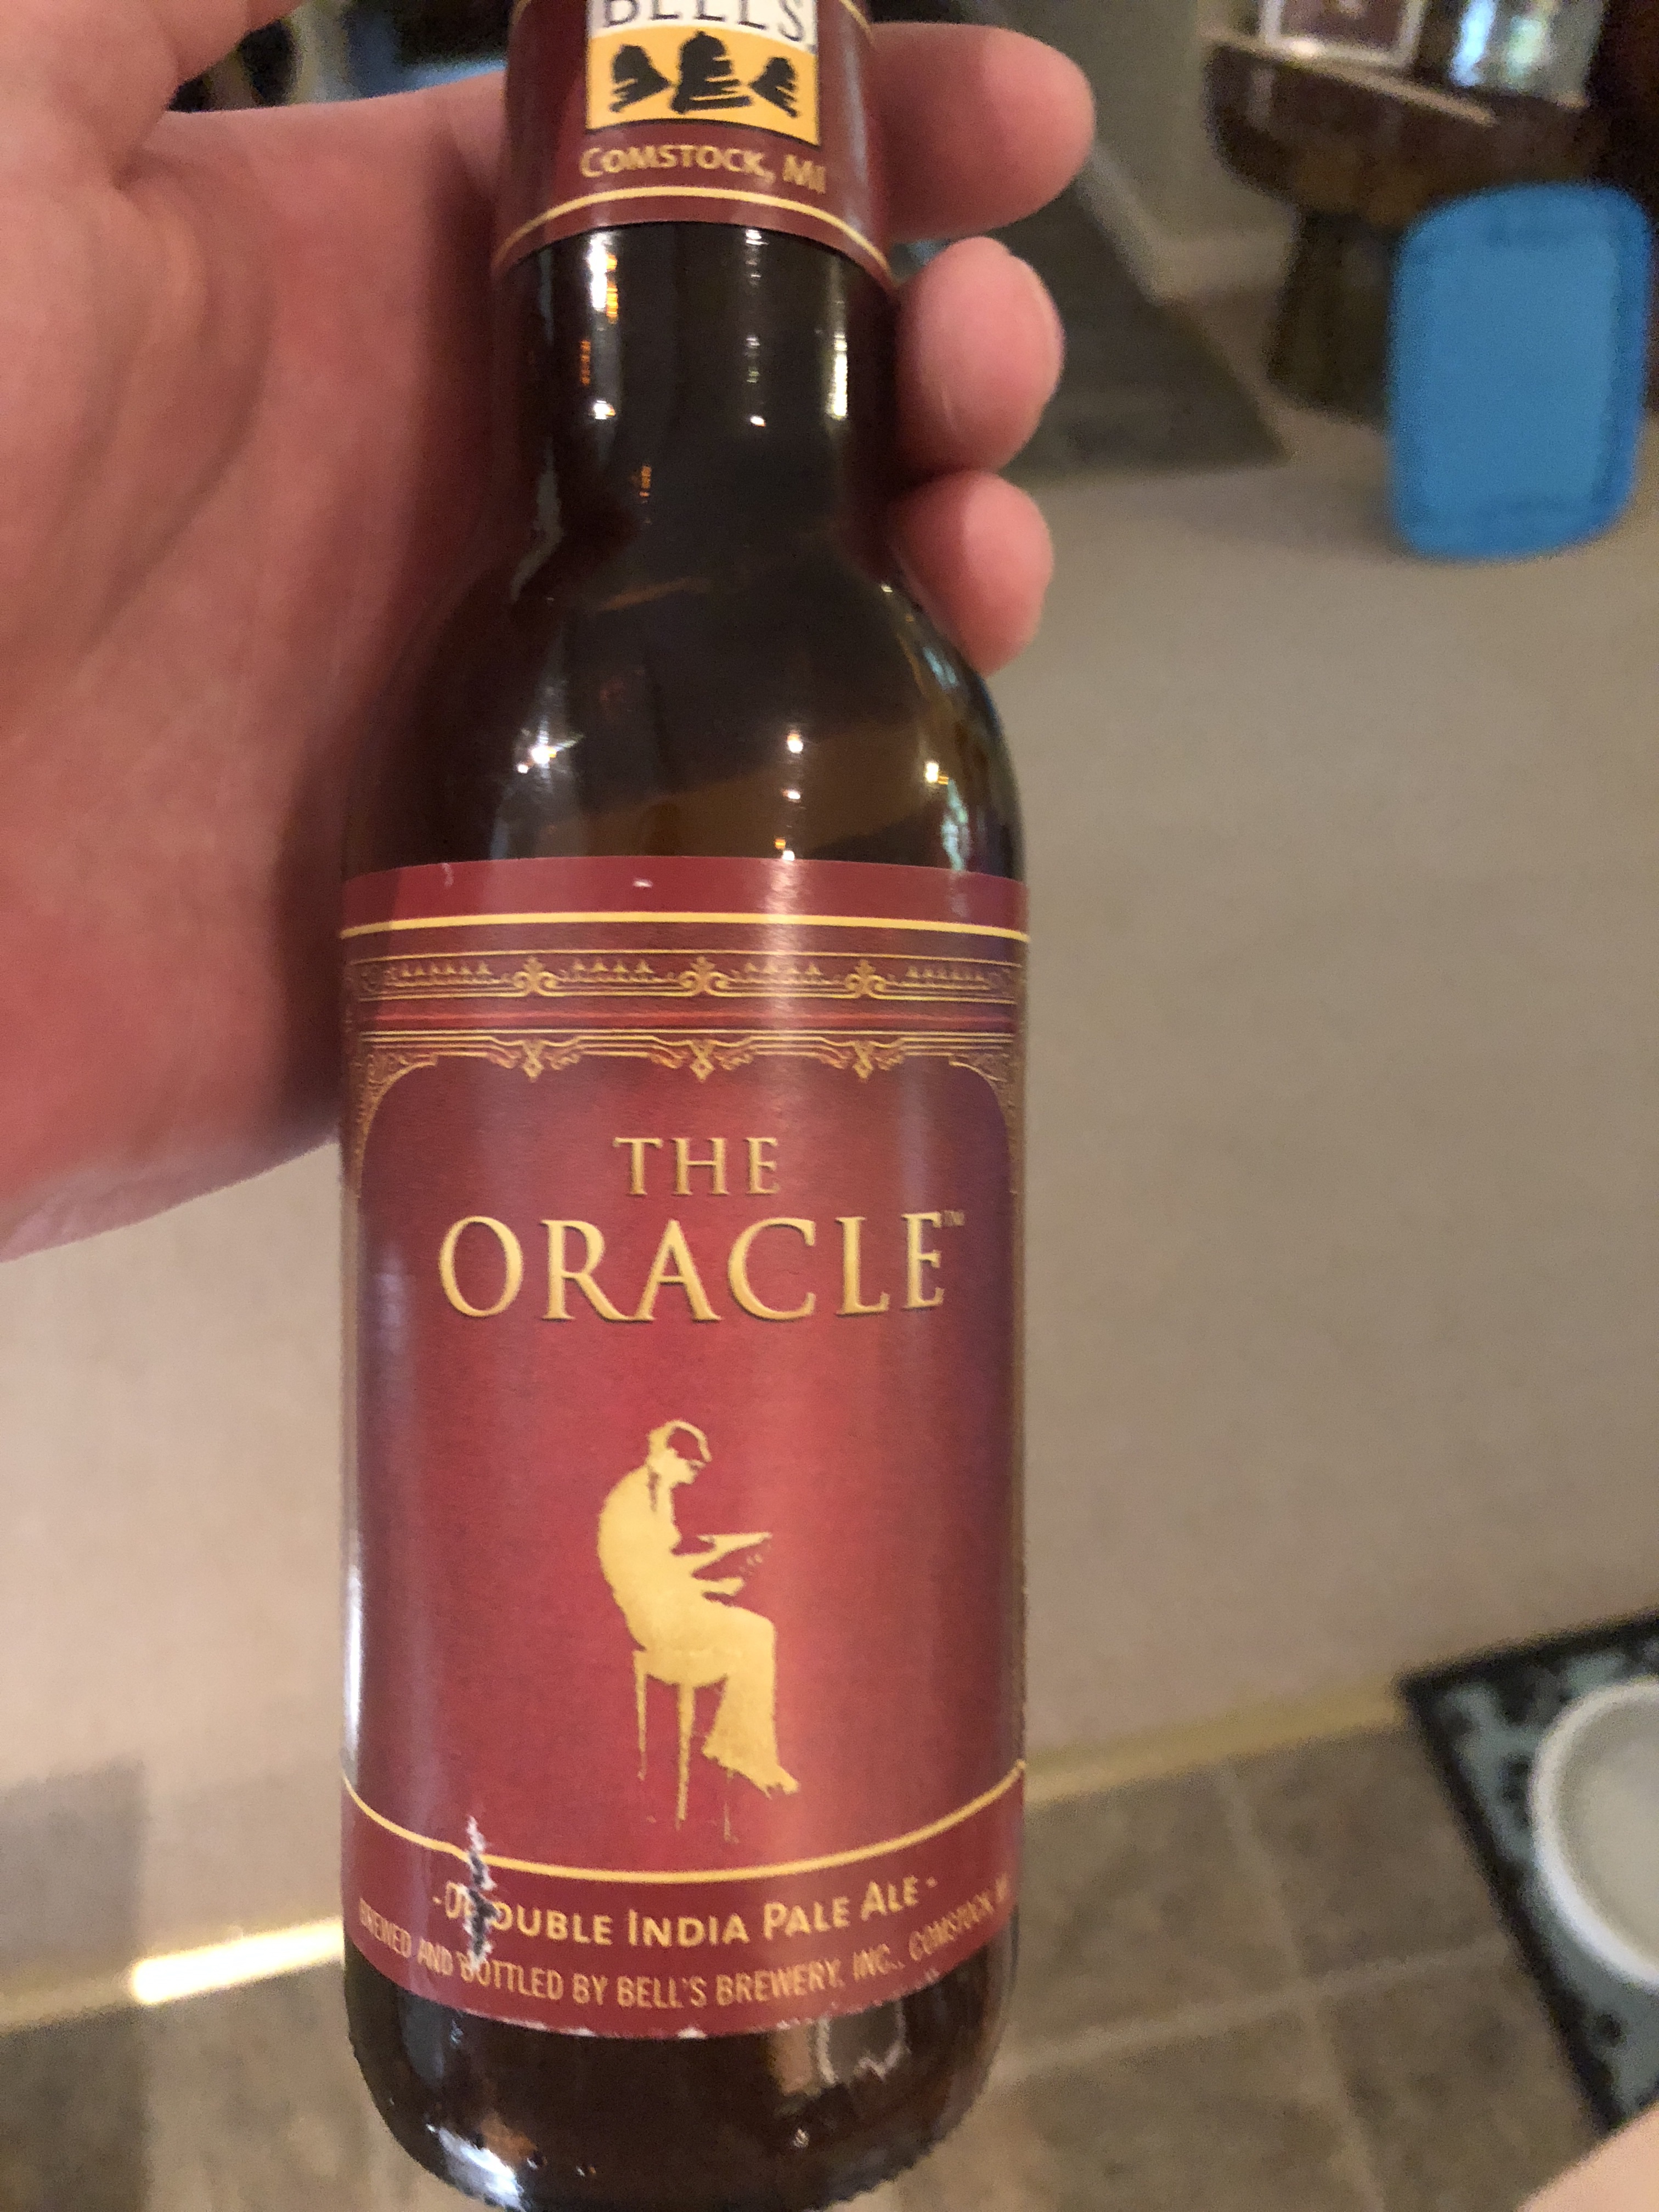 BELL'S
COMSTOCK, MI
THE
ORACLE™
DOUBLE INDIA PALE ALE -
BREWED AND BOTTLED BY BELL'S BREWERY, INC., COMSTOCK, MI